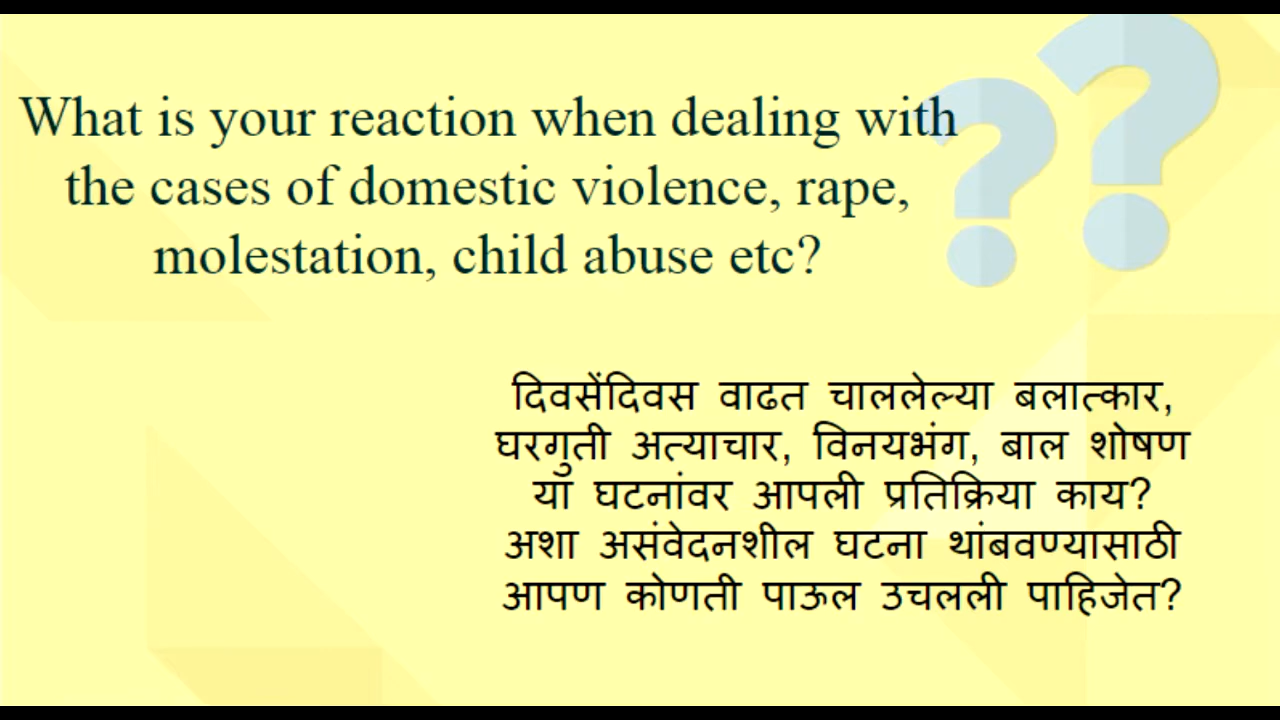 What is your reaction when dealing with
the cases of domestic violence, rape,
molestation, child abuse etc?
दिवसेंदिवस वाढत चाललेल्या बलात्कार,
घरगुती अत्याचार, विनयभंग, बाल शोषण
या घटनांवर आपली प्रतिक्रिया काय?
अशा असंवेदनशील घटना थांबवण्यासाठी
आपण कोणती पाऊल उचलली पाहिजेत?